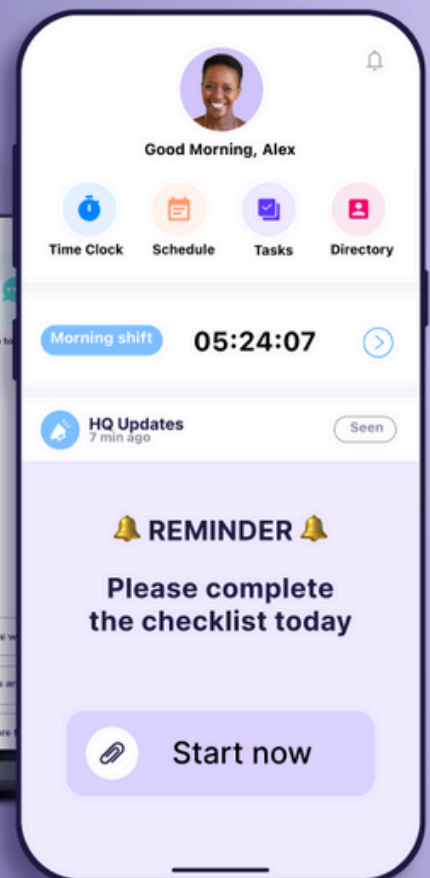 Good Morning, Alex
Time Clock
Schedule
Tasks
Directory
Morning shift
05:24:07
HQ Updates
7 min ago
Seen
🔔 REMINDER 🔔
Please complete
the checklist today
Start now